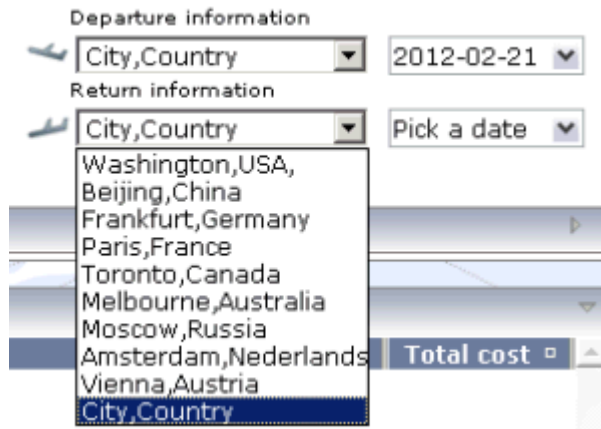 Departure information
City,Country 2012-02-21
Return information
City,Country Pick a date
Washington,USA,
Beijing,China
Frankfurt,Germany
Paris,France
Toronto,Canada
Melbourne,Australia
Moscow,Russia
Amsterdam,Nederlands Total cost
Vienna,Austria
City,Country